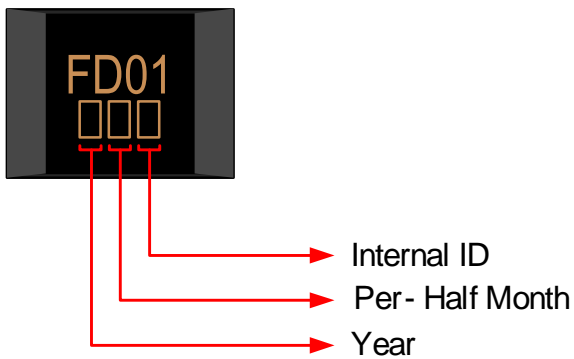 FD01
Internal ID
Per- Half Month
Year